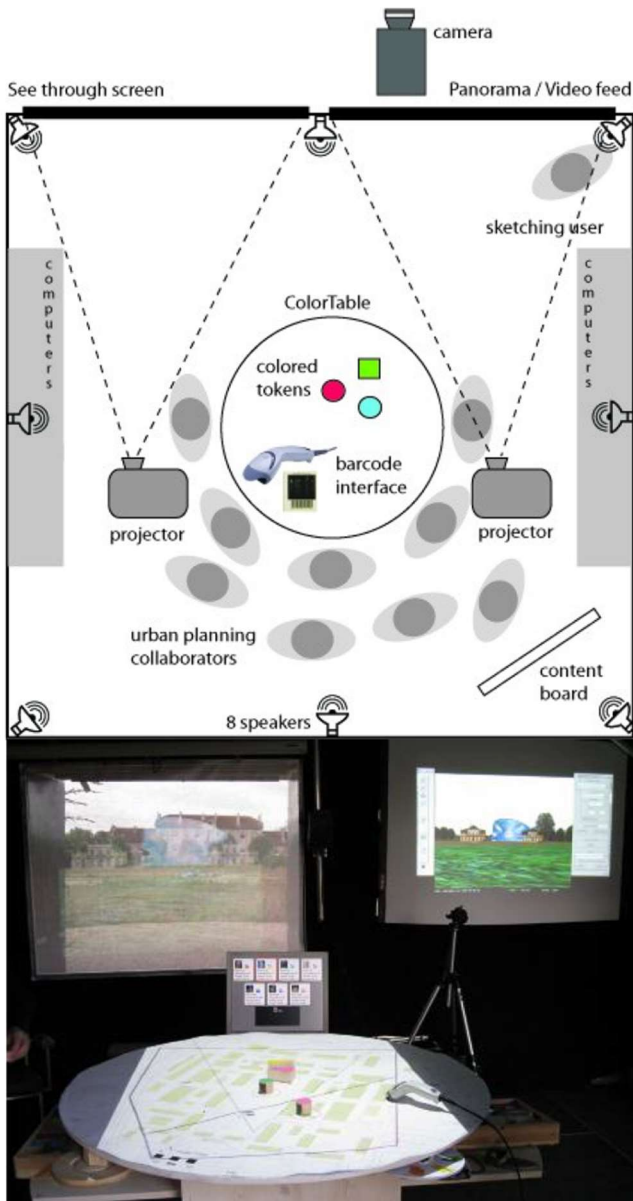 camera
See through screen
Panorama / Video feed
sketching user
computers
computers
ColorTable
colored
tokens
barcode
interface
projector
projector
urban planning
collaborators
content
board
8 speakers